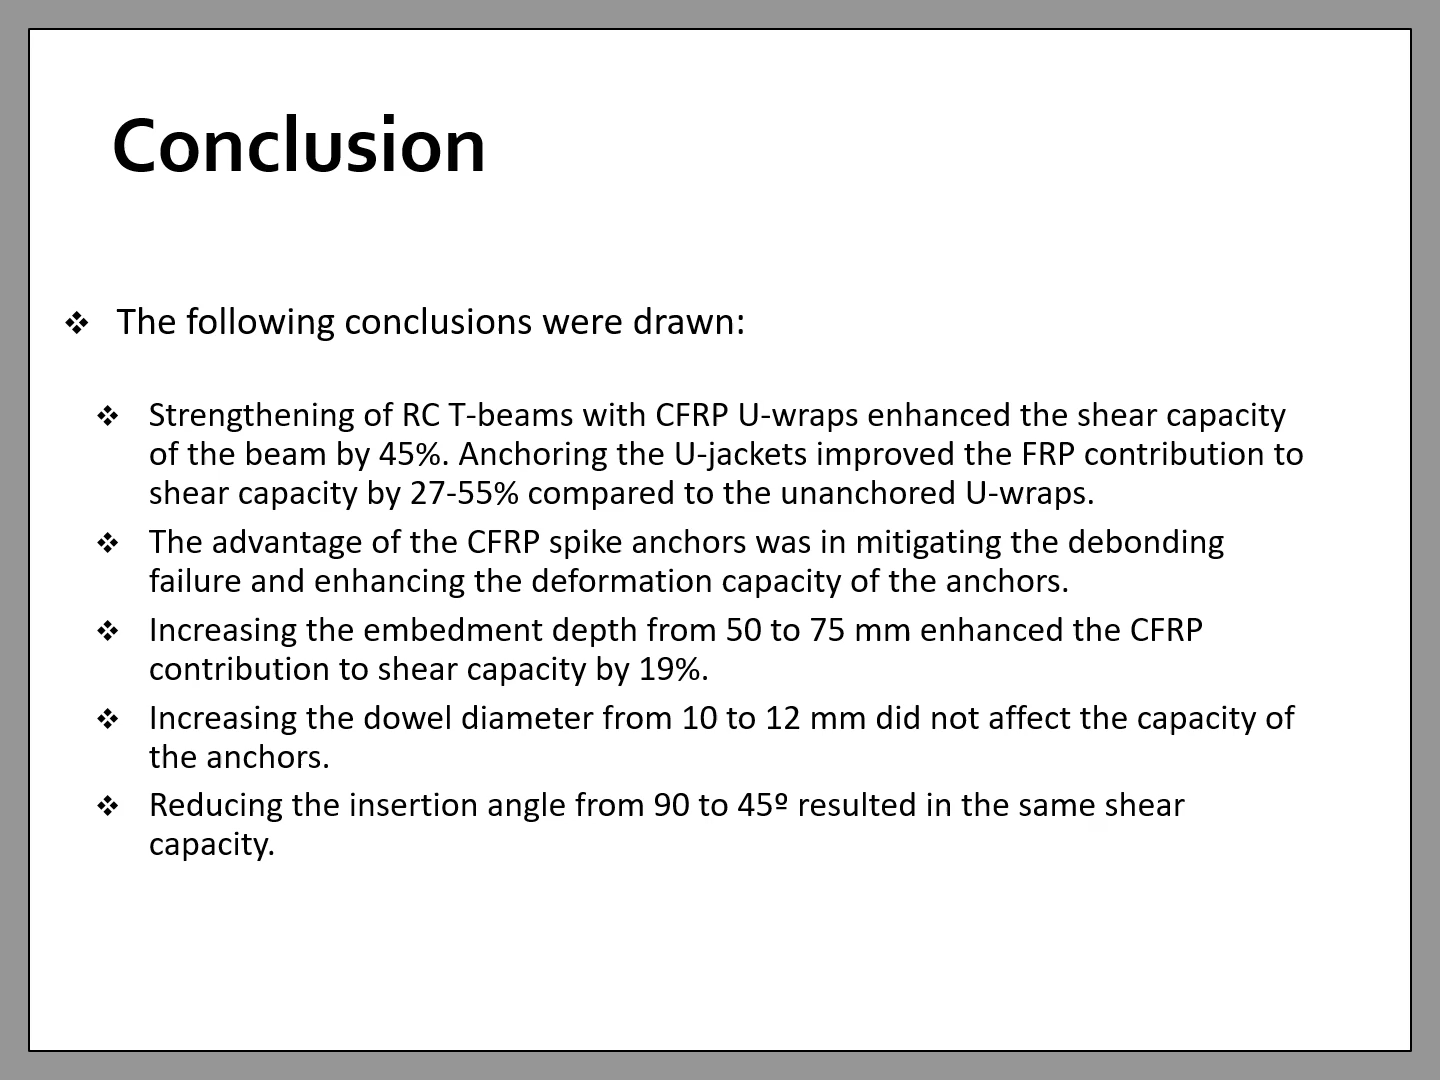 Conclusion
❖ The following conclusions were drawn:
❖ Strengthening of RC T-beams with CFRP U-wraps enhanced the shear capacity
of the beam by 45%. Anchoring the U-jackets improved the FRP contribution to
shear capacity by 27-55% compared to the unanchored U-wraps.
❖ The advantage of the CFRP spike anchors was in mitigating the debonding
failure and enhancing the deformation capacity of the anchors.
❖ Increasing the embedment depth from 50 to 75 mm enhanced the CFRP
contribution to shear capacity by 19%.
❖ Increasing the dowel diameter from 10 to 12 mm did not affect the capacity of
the anchors.
❖ Reducing the insertion angle from 90 to 45º resulted in the same shear
capacity.